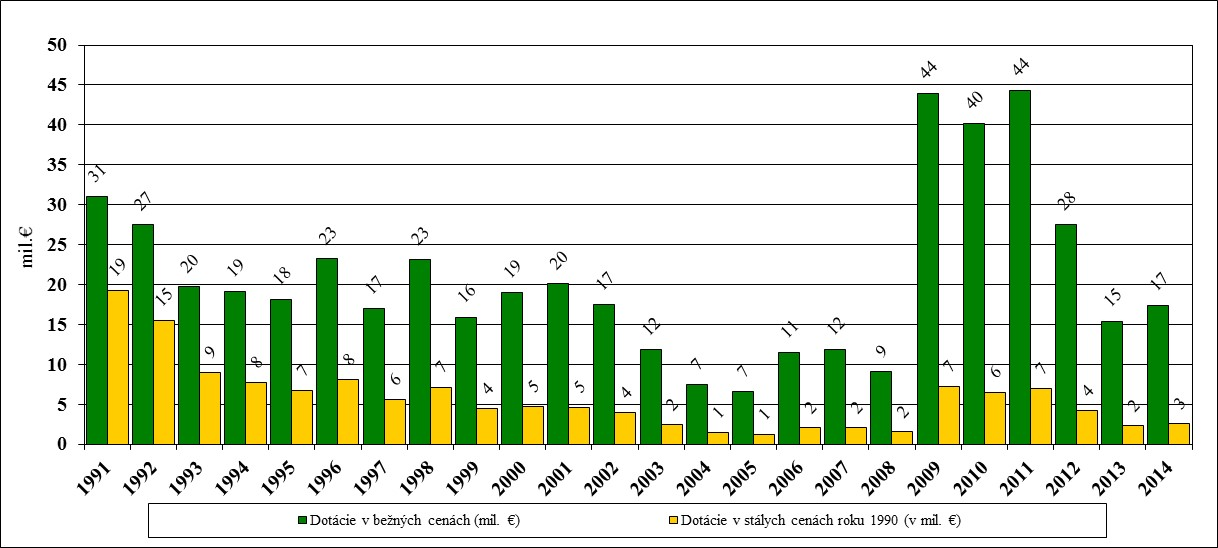 50
45
40
35
30
25
20
15
10
5
0
mil.€
31 27 20 19 18 23 17 23 16 19 20 17 12 7 7 11 12 9 44 40 44 28 15 17
19 15 9 8 7 8 6 7 4 5 5 4 2 1 1 2 2 2 7 6 7 4 2 3
1991 1992 1993 1994 1995 1996 1997 1998 1999 2000 2001 2002 2003 2004 2005 2006 2007 2008 2009 2010 2011 2012 2013 2014
Dotácie v bežných cenách (mil. €) Dotácie v stálych cenách roku 1990 (v mil. €)